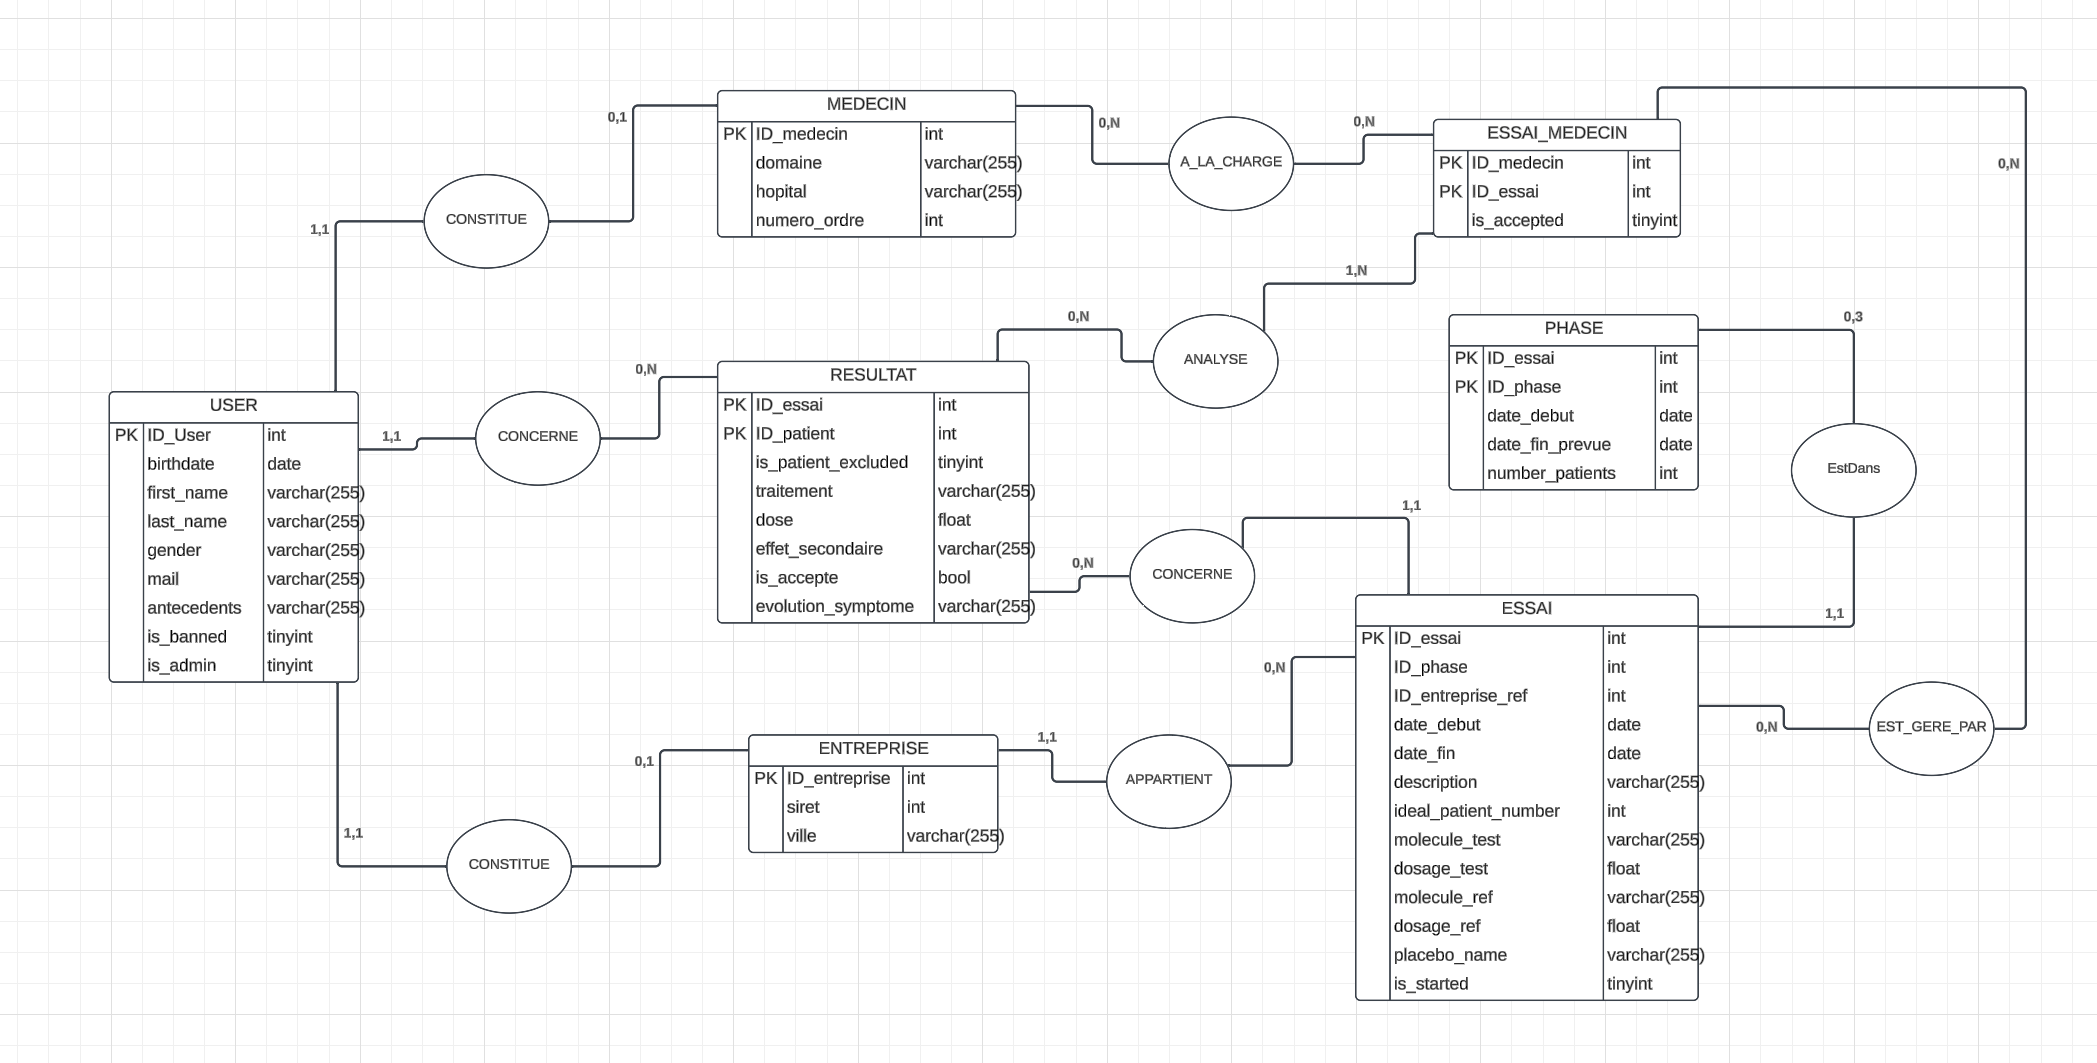 MEDECIN
PK ID_medecin int
domaine varchar(255)
hopital varchar(255)
numero_ordre int
0,1
CONSTITUE
1,1
0,N
A_LA_CHARGE
0,N
ESSAI_MEDECIN
PK ID_medecin int
PK ID_essai int
is_accepted tinyint
0,N
1,N
0,N
ANALYSE
PHASE
PK ID_essai int
PK ID_phase int
date_debut date
date_fin_prevue date
number_patients int
0,3
EstDans
1,1
USER
PK ID_User int
birthdate date
first_name varchar(255)
last_name varchar(255)
gender varchar(255)
mail varchar(255)
antecedents varchar(255)
is_banned tinyint
is_admin tinyint
1,1
CONCERNE
0,N
RESULTAT
PK ID_essai int
PK ID_patient int
is_patient_excluded tinyint
traitement varchar(255)
dose float
effet_secondaire varchar(255)
is_accepte bool
evolution_symptome varchar(255)
0,N
CONCERNE
1,1
ESSAI
PK ID_essai int
ID_phase int
ID_entreprise_ref int
date_debut date
date_fin date
description varchar(255)
ideal_patient_number int
molecule_test varchar(255)
dosage_test float
molecule_ref varchar(255)
dosage_ref float
placebo_name varchar(255)
is_started tinyint
0,N
EST_GERE_PAR
0,N
APPARTIENT
1,1
ENTREPRISE
PK ID_entreprise int
siret int
ville varchar(255)
0,1
CONSTITUE
1,1